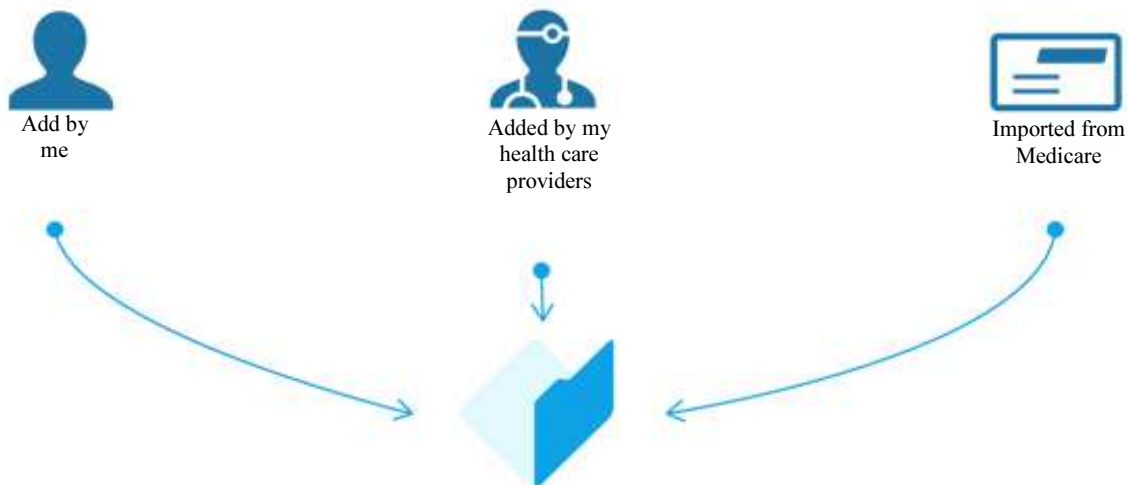 Add by
me
Added by my
health care
providers
Imported from
Medicare